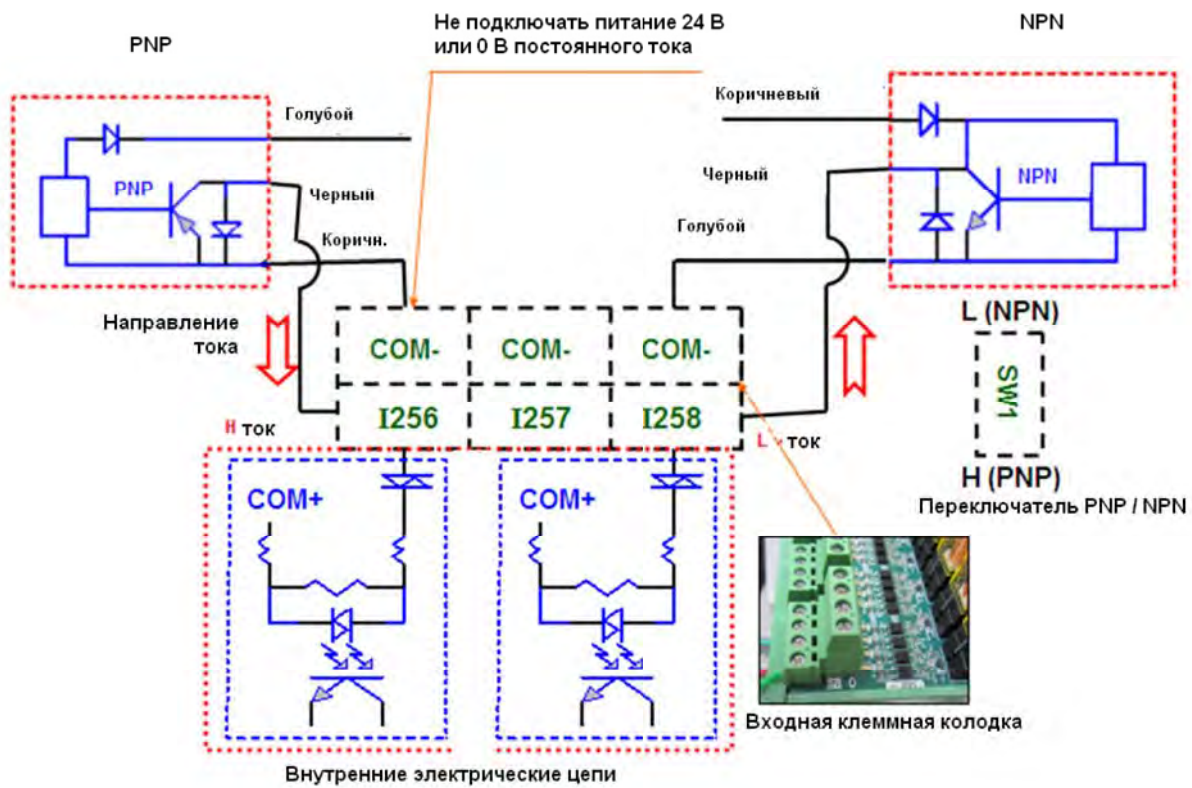 Не подключать питание 24 В
или 0 В постоянного тока
PNP
NPN
Голубой
Коричневый
PNP
Черный
Коричн.
Черный
NPN
Голубой
Направление
тока
L (NPN)
COM-
COM-
COM-
SW1
I256
I257
I258
H ток
L ток
H (PNP)
Переключатель PNP / NPN
COM+
COM+
Входная клеммная колодка
Внутренние электрические цепи